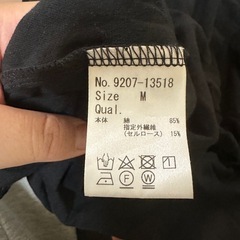 No. 9207-13518
Size M
Qual.
本体 綿 85%
指定外繊維
(セルロース) 15%